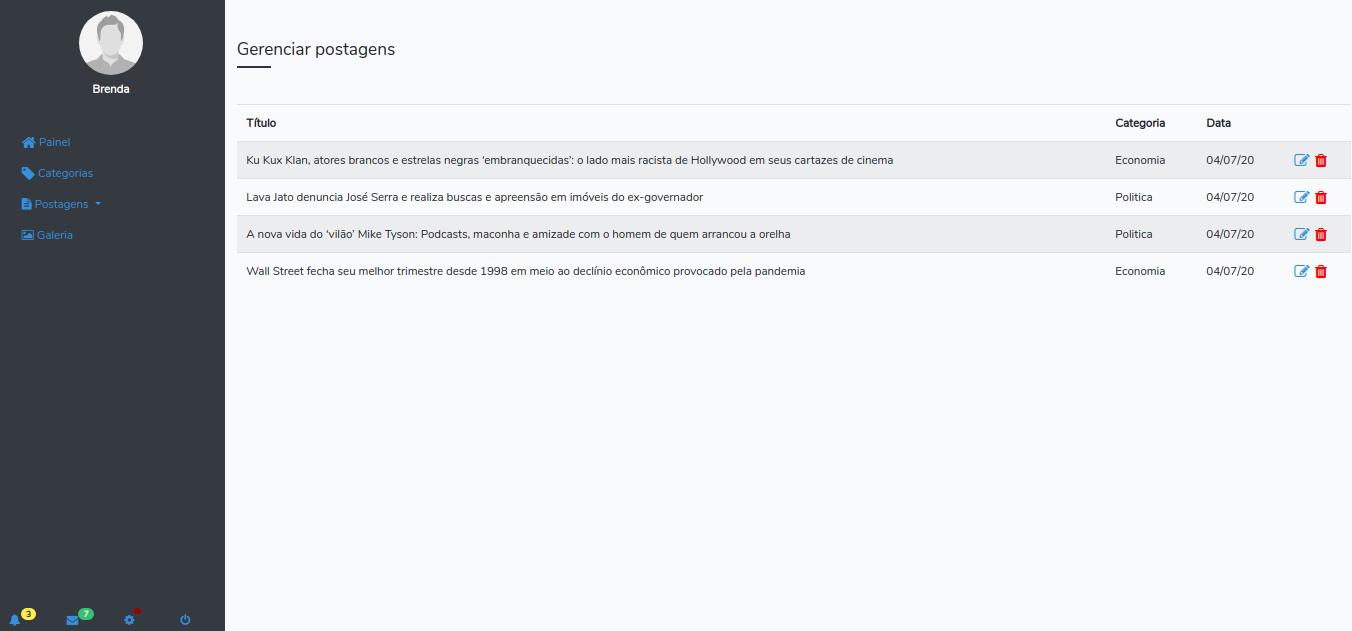 Brenda
Painel
Categorias
Postagens
Galeria
3
7
Gerenciar postagens
Título Categoria Data
Ku Kux Klan, atores brancos e estrelas negras ‘embranquecidas’: o lado mais racista de Hollywood em seus cartazes de cinema Economia 04/07/20
Lava Jato denuncia José Serra e realiza buscas e apreensão em imóveis do ex-governador Politica 04/07/20
A nova vida do ‘vilão’ Mike Tyson: Podcasts, maconha e amizade com o homem de quem arrancou a orelha Politica 04/07/20
Wall Street fecha seu melhor trimestre desde 1998 em meio ao declínio econômico provocado pela pandemia Economia 04/07/20